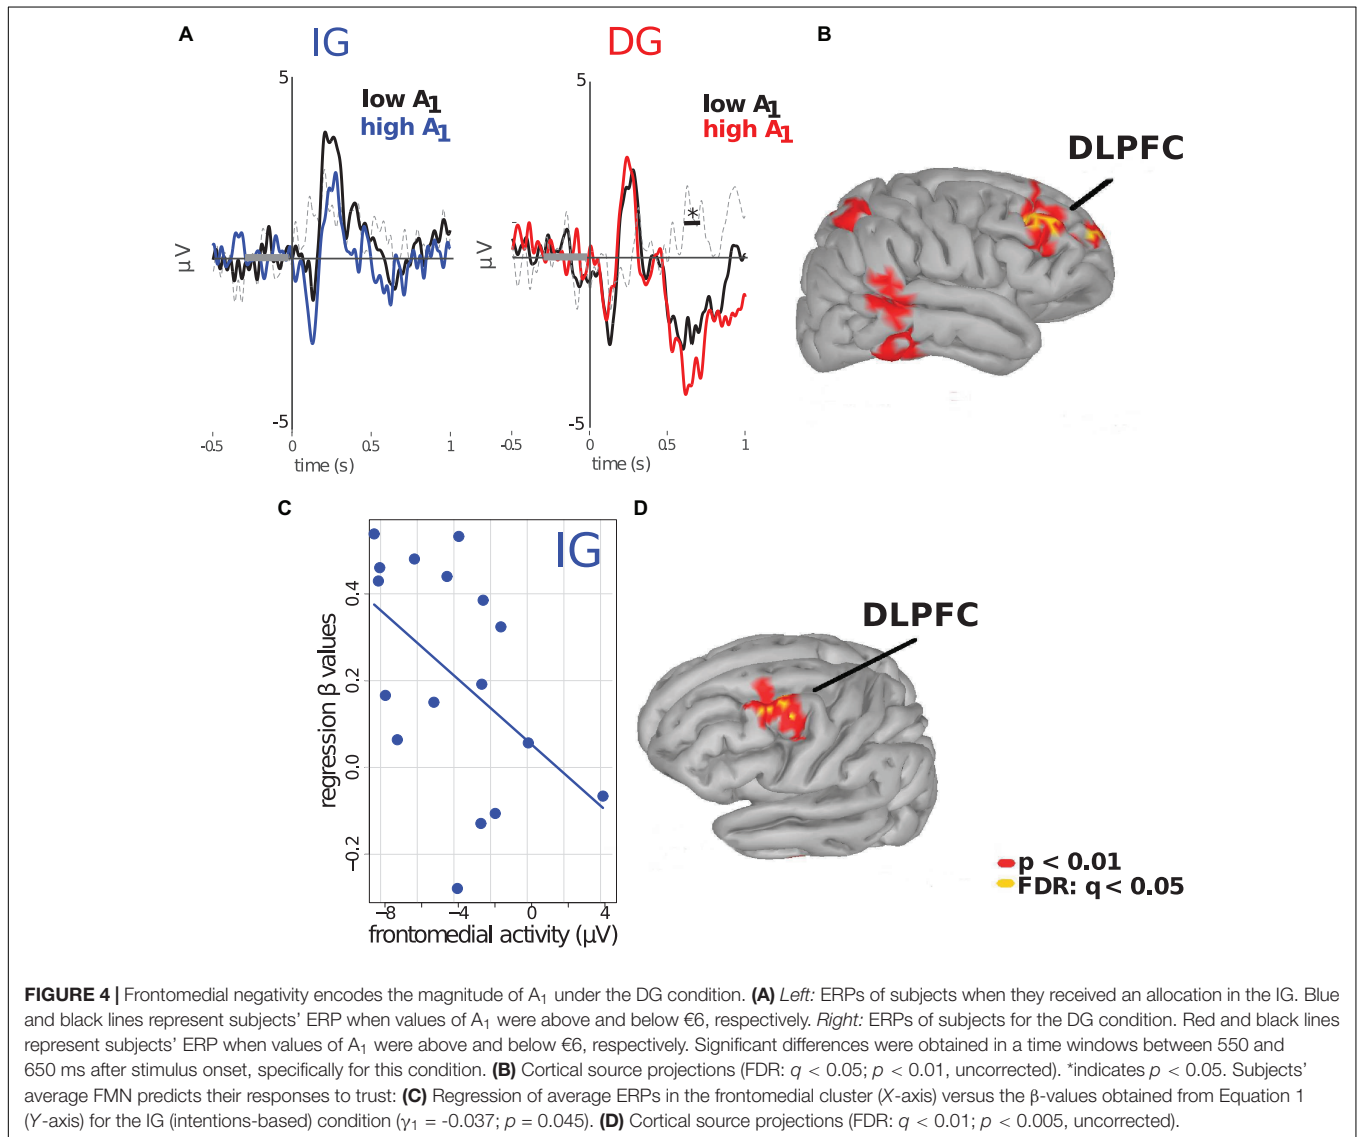 A
IG
DG
B
5
5
low A1
high A1
low A1
high A1
DLPFC
*
µV
µV
-5
-5
-0.5 0 0.5 1
-0.5 0 0.5 1
time (s)
time (s)
C
D
IG
DLPFC
regression β values
0.4
0.2
0.0
−0.2
−8 −4 0 4
frontomedial activity (µV)
p < 0.01
FDR: q < 0.05
FIGURE 4 | Frontomedial negativity encodes the magnitude of A1 under the DG condition. (A) Left: ERPs of subjects when they received an allocation in the IG. Blue
and black lines represent subjects' ERP when values of A1 were above and below €6, respectively. Right: ERPs of subjects for the DG condition. Red and black lines
represent subjects' ERP when values of A1 were above and below €6, respectively. Significant differences were obtained in a time windows between 550 and
650 ms after stimulus onset, specifically for this condition. (B) Cortical source projections (FDR: q < 0.05; p < 0.01, uncorrected). *indicates p < 0.05. Subjects'
average FMN predicts their responses to trust: (C) Regression of average ERPs in the frontomedial cluster (X-axis) versus the β-values obtained from Equation 1
(Y-axis) for the IG (intentions-based) condition (γ1 = -0.037; p = 0.045). (D) Cortical source projections (FDR: q < 0.01; p < 0.005, uncorrected).